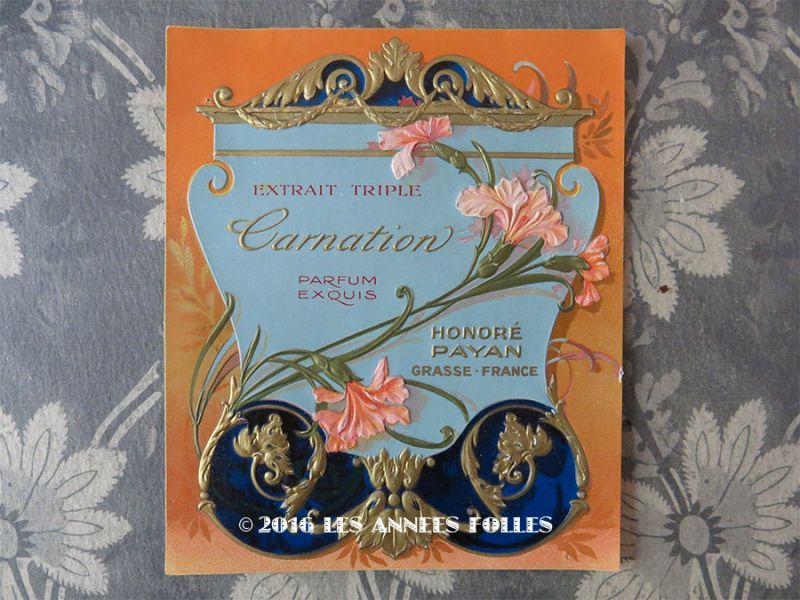 EXTRAIT TRIPLE
Carnation
PARFUM
EXQUIS
HONORÉ
PAYAN
GRASSE · FRANCE
© 2016 LES ANNEES FOLLES